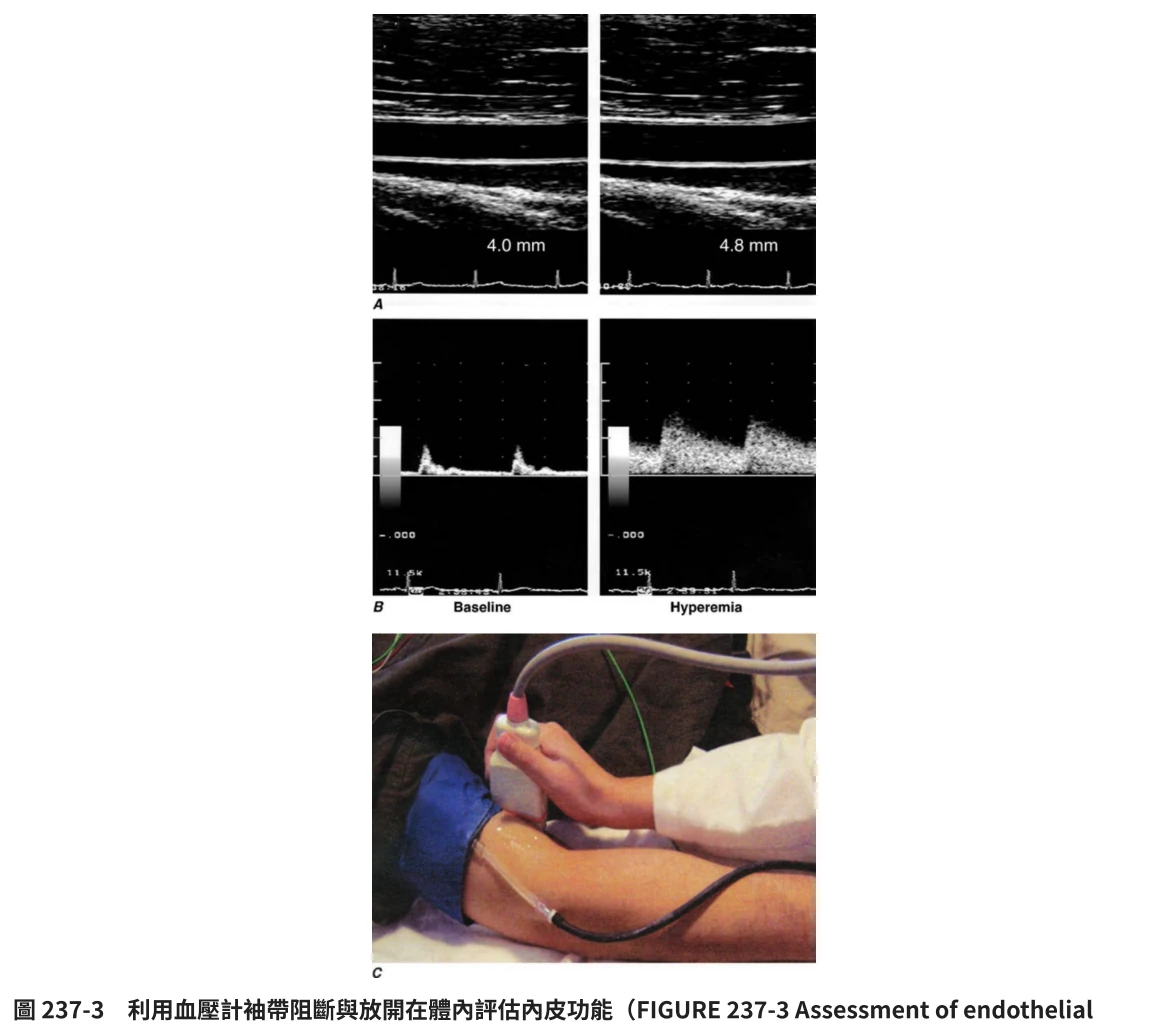 4.0 mm
4.8 mm
A
-.000
-.000
11.5k
11.5k
B
Baseline
Hyperemia
C
圖 237-3 利用血壓計袖帶阻斷與放開在體內評估內皮功能（FIGURE 237-3 Assessment of endothelial